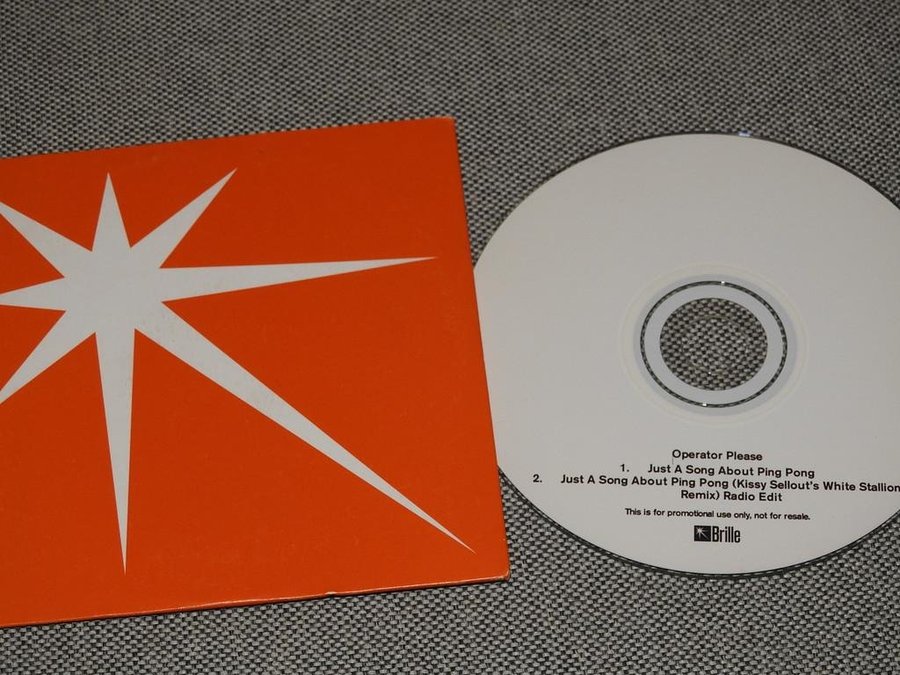 Operator Please
1. Just A Song About Ping Pong
2. Just A Song About Ping Pong (Kissy Sellout's White Stallion
Remix) Radio Edit
This is for promotional use only, not for resale.
Brille